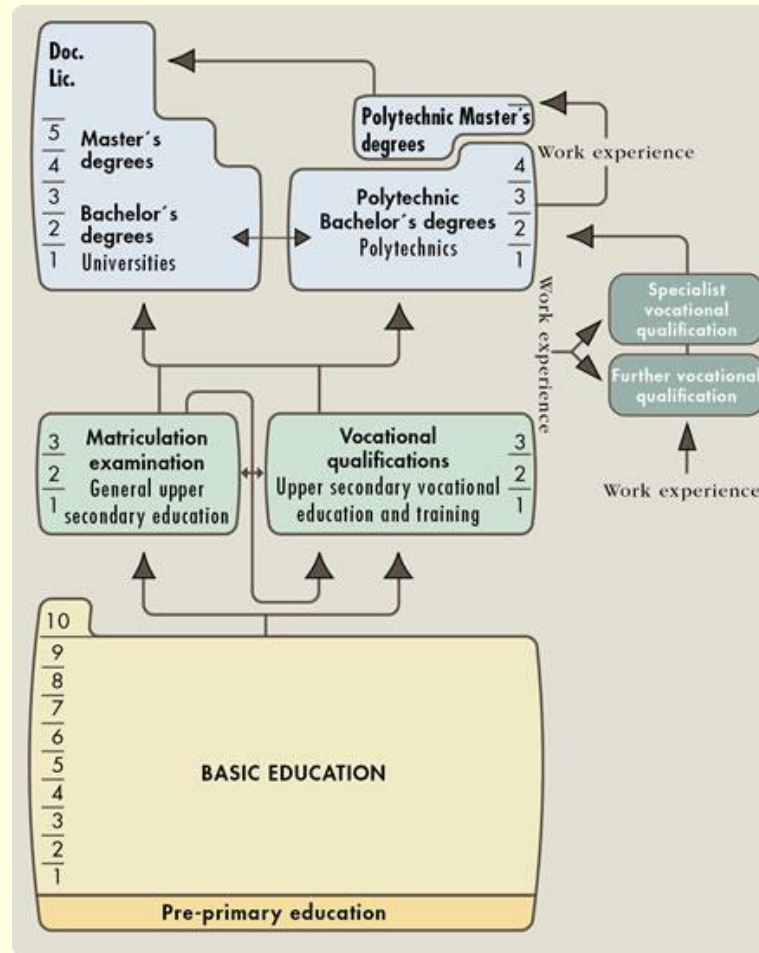 Doc.
Lic.
5
4
3
2
1
Master´s
degrees
Bachelor´s
degrees
Universities
Polytechnic Master´s
degrees
Work experience
Polytechnic
Bachelor´s degrees
Polytechnics
4
3
2
1
Work experience
Specialist
vocational
qualification
Further vocational
qualification
Work experience
3
2
1
Matriculation
examination
General upper
secondary education
Vocational
qualifications
Upper secondary vocational
education and training
3
2
1
10
9
8
7
6
5
4
3
2
1
BASIC EDUCATION
Pre-primary education